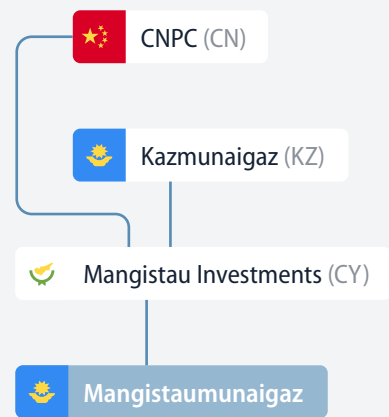 CNPC (CN)
Kazmunaigaz (KZ)
Mangistau Investments (CY)
Mangistaumunaigaz